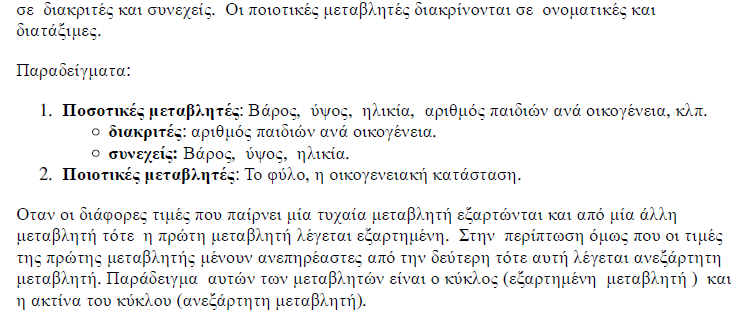 σε διακριτές και συνεχείς. Οι ποιοτικές μεταβλητές διακρίνονται σε ονοματικές και
διατάξιμες.
Παραδείγματα:
1. Ποσοτικές μεταβλητές: Βάρος, ύψος, ηλικία, αριθμός παιδιών ανά οικογένεια, κλπ.
○ διακριτές: αριθμός παιδιών ανά οικογένεια.
○ συνεχείς: Βάρος, ύψος, ηλικία.
2. Ποιοτικές μεταβλητές: Το φύλο, η οικογενειακή κατάσταση.
Οταν οι διάφορες τιμές που παίρνει μία τυχαία μεταβλητή εξαρτώνται και από μία άλλη
μεταβλητή τότε η πρώτη μεταβλητή λέγεται εξαρτημένη. Στην περίπτωση όμως που οι τιμές
της πρώτης μεταβλητής μένουν ανεπηρέαστες από την δεύτερη τότε αυτή λέγεται ανεξάρτητη
μεταβλητή. Παράδειγμα αυτών των μεταβλητών είναι ο κύκλος (εξαρτημένη μεταβλητή ) και
η ακτίνα του κύκλου (ανεξάρτητη μεταβλητή).